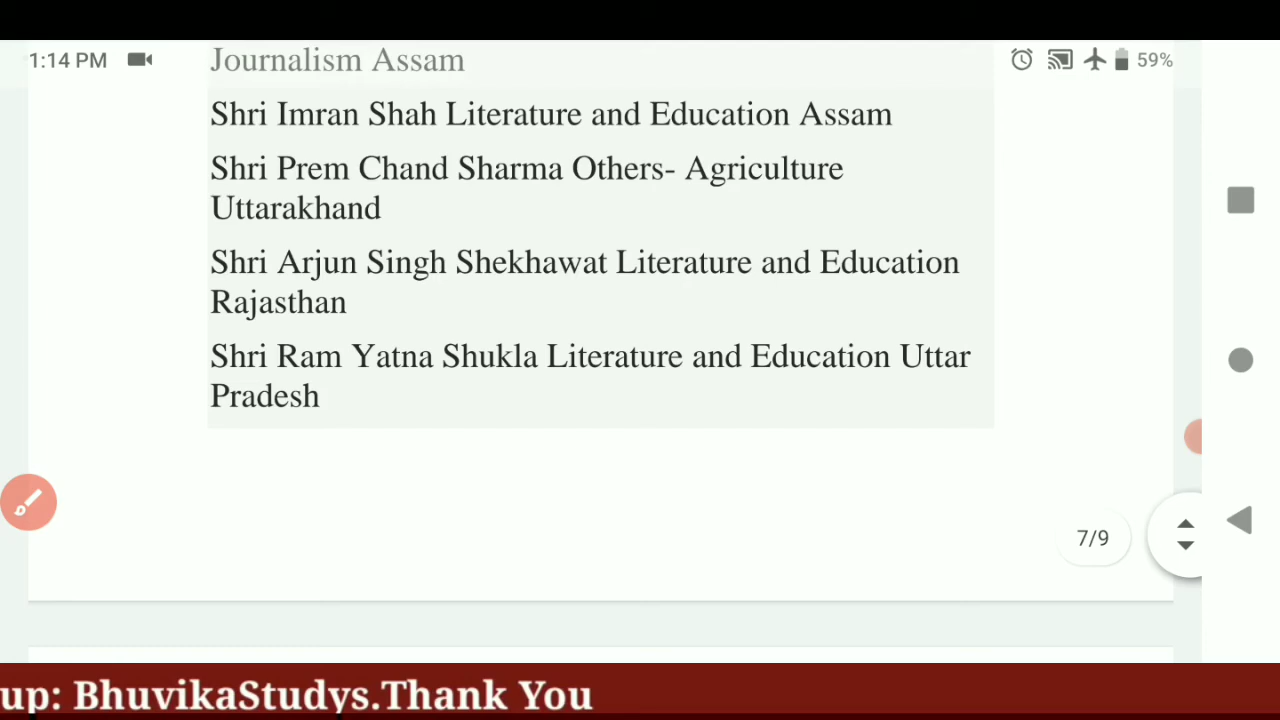 1:14 PM
59%
Journalism Assam
Shri Imran Shah Literature and Education Assam
Shri Prem Chand Sharma Others- Agriculture
Uttarakhand
Shri Arjun Singh Shekhawat Literature and Education
Rajasthan
Shri Ram Yatna Shukla Literature and Education Uttar
Pradesh
7/9
up: BhuvikaStudys.Thank You